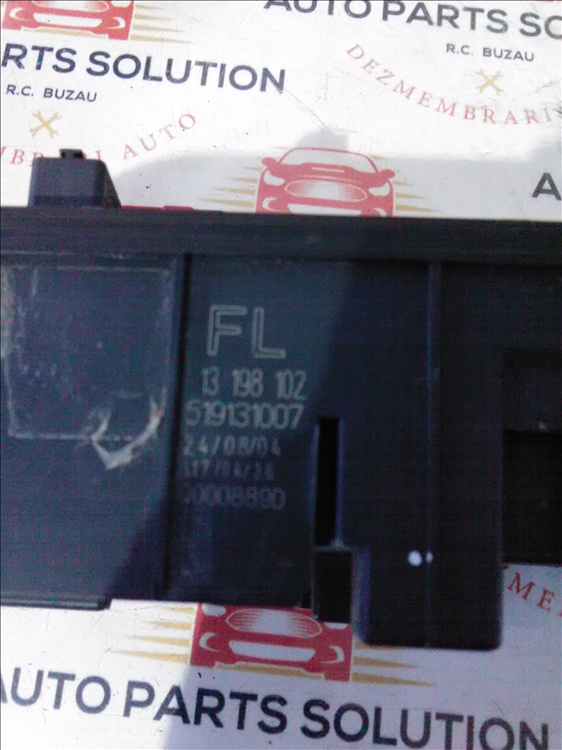 AUTO PARTS SO
R.C. BUZAU
DEZMEMBRARI
RTS SOLUTION
R.C. BUZAU
AUTO
A
FL
13 198 102
519131007
24/08/04
AUTO PARTS SOLUTION